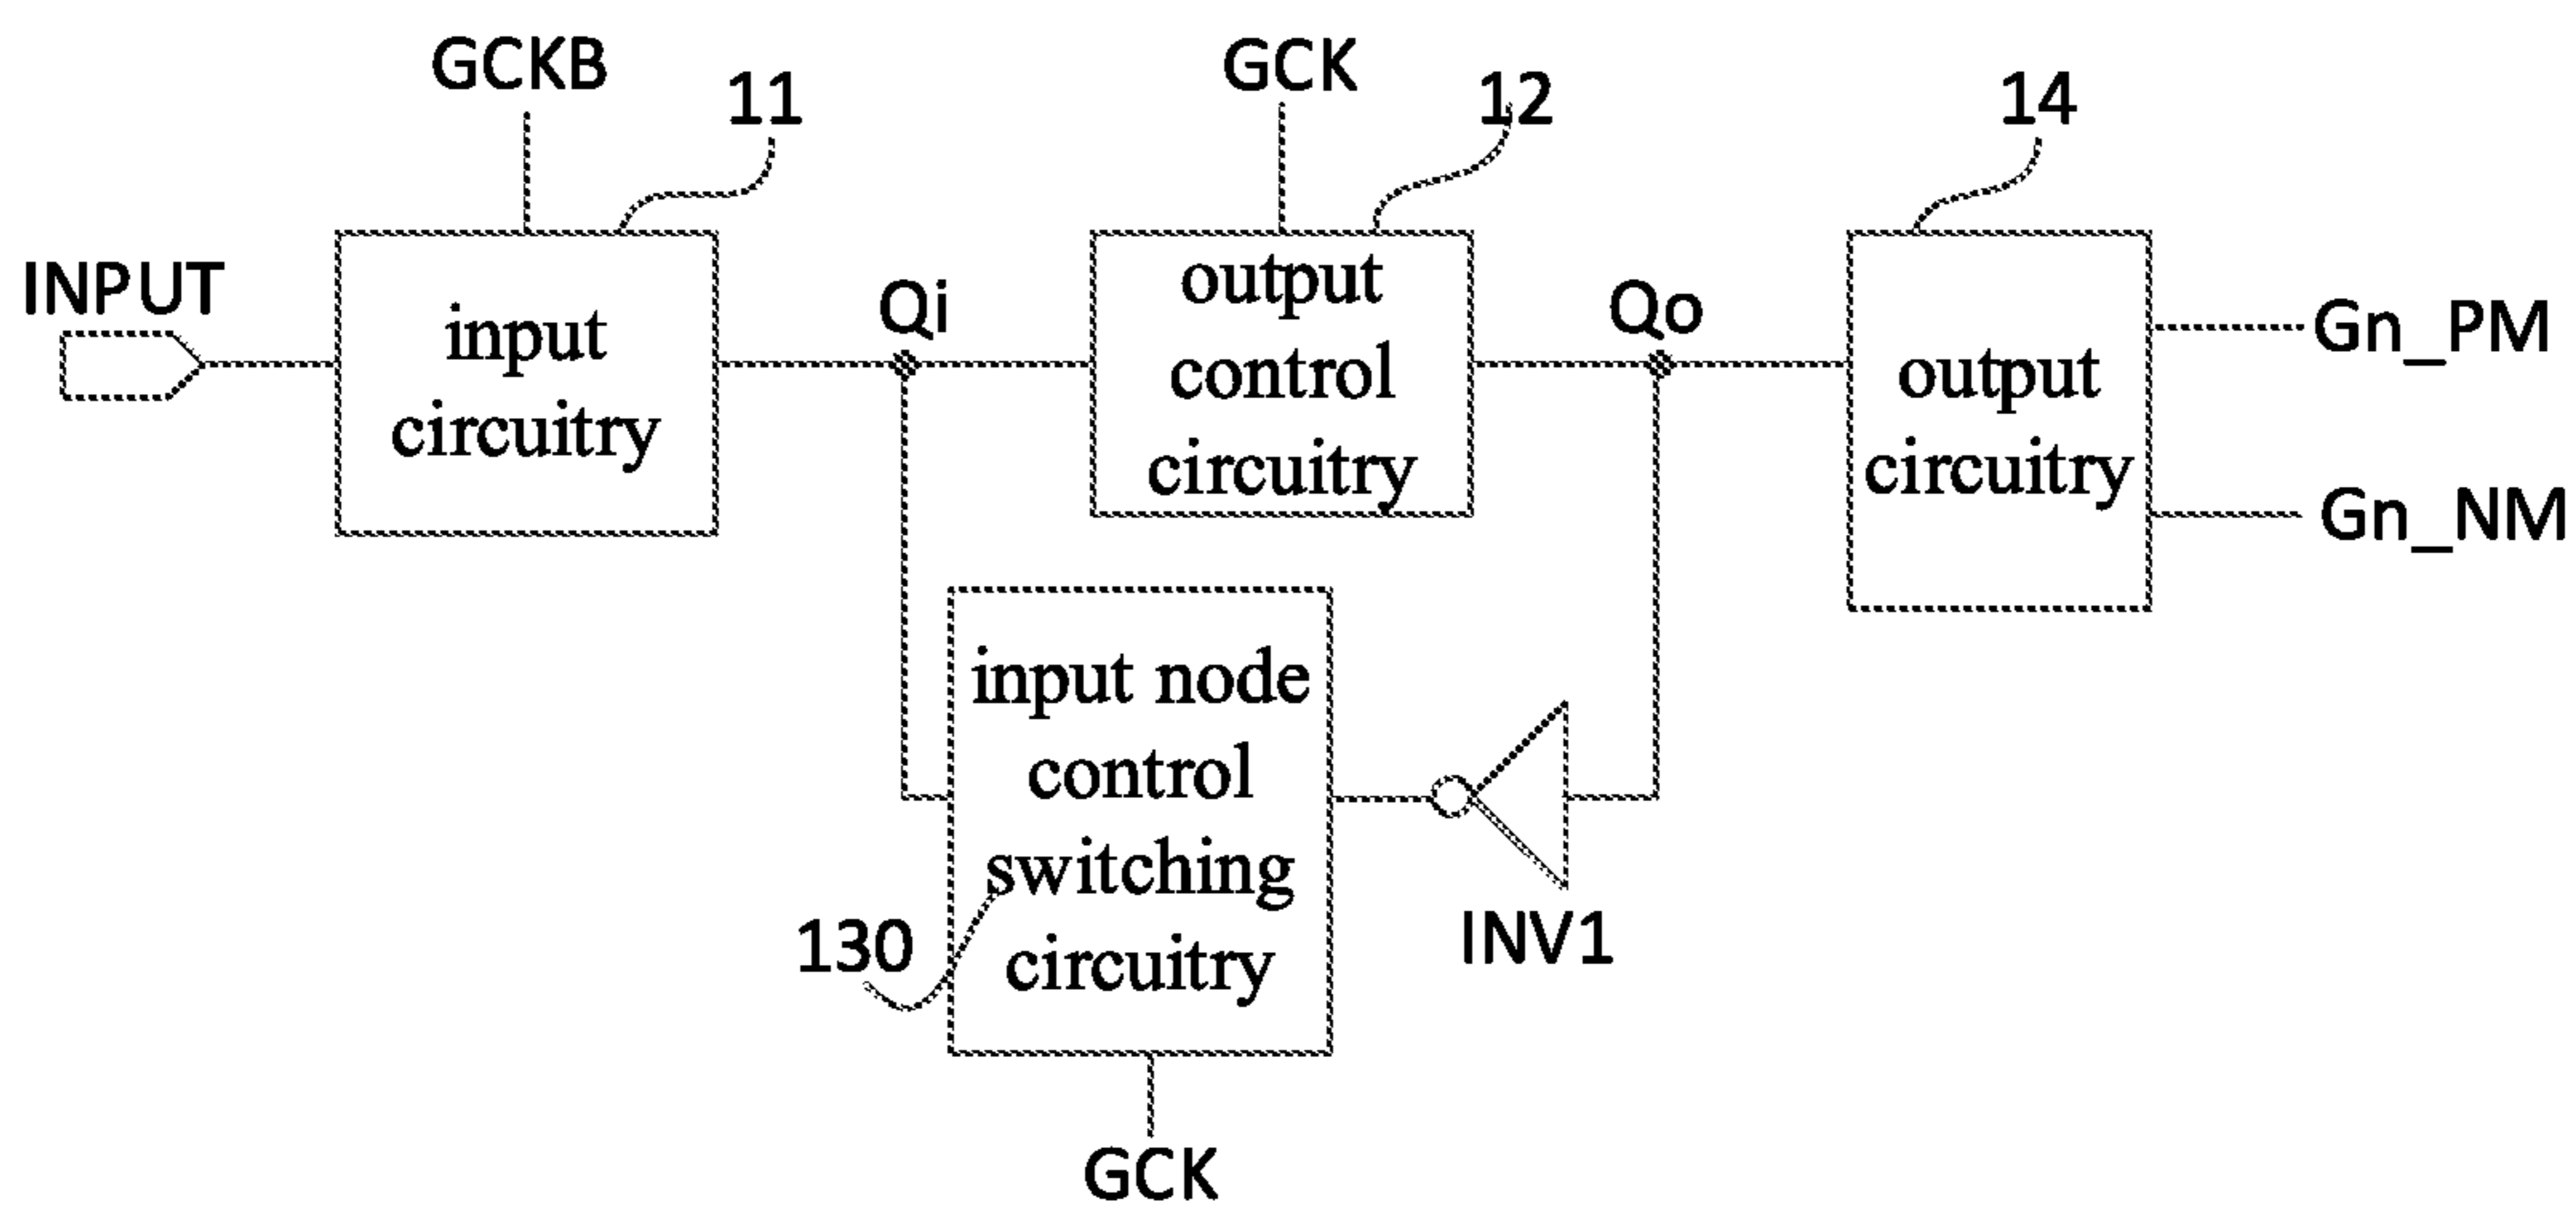 GCKB
11
GCK
12
14
INPUT
input
circuitry
Qi
output
control
circuitry
Qo
output
circuitry
Gn_PM
Gn_NM
input node
control
switching
circuitry
130
INV1
GCK